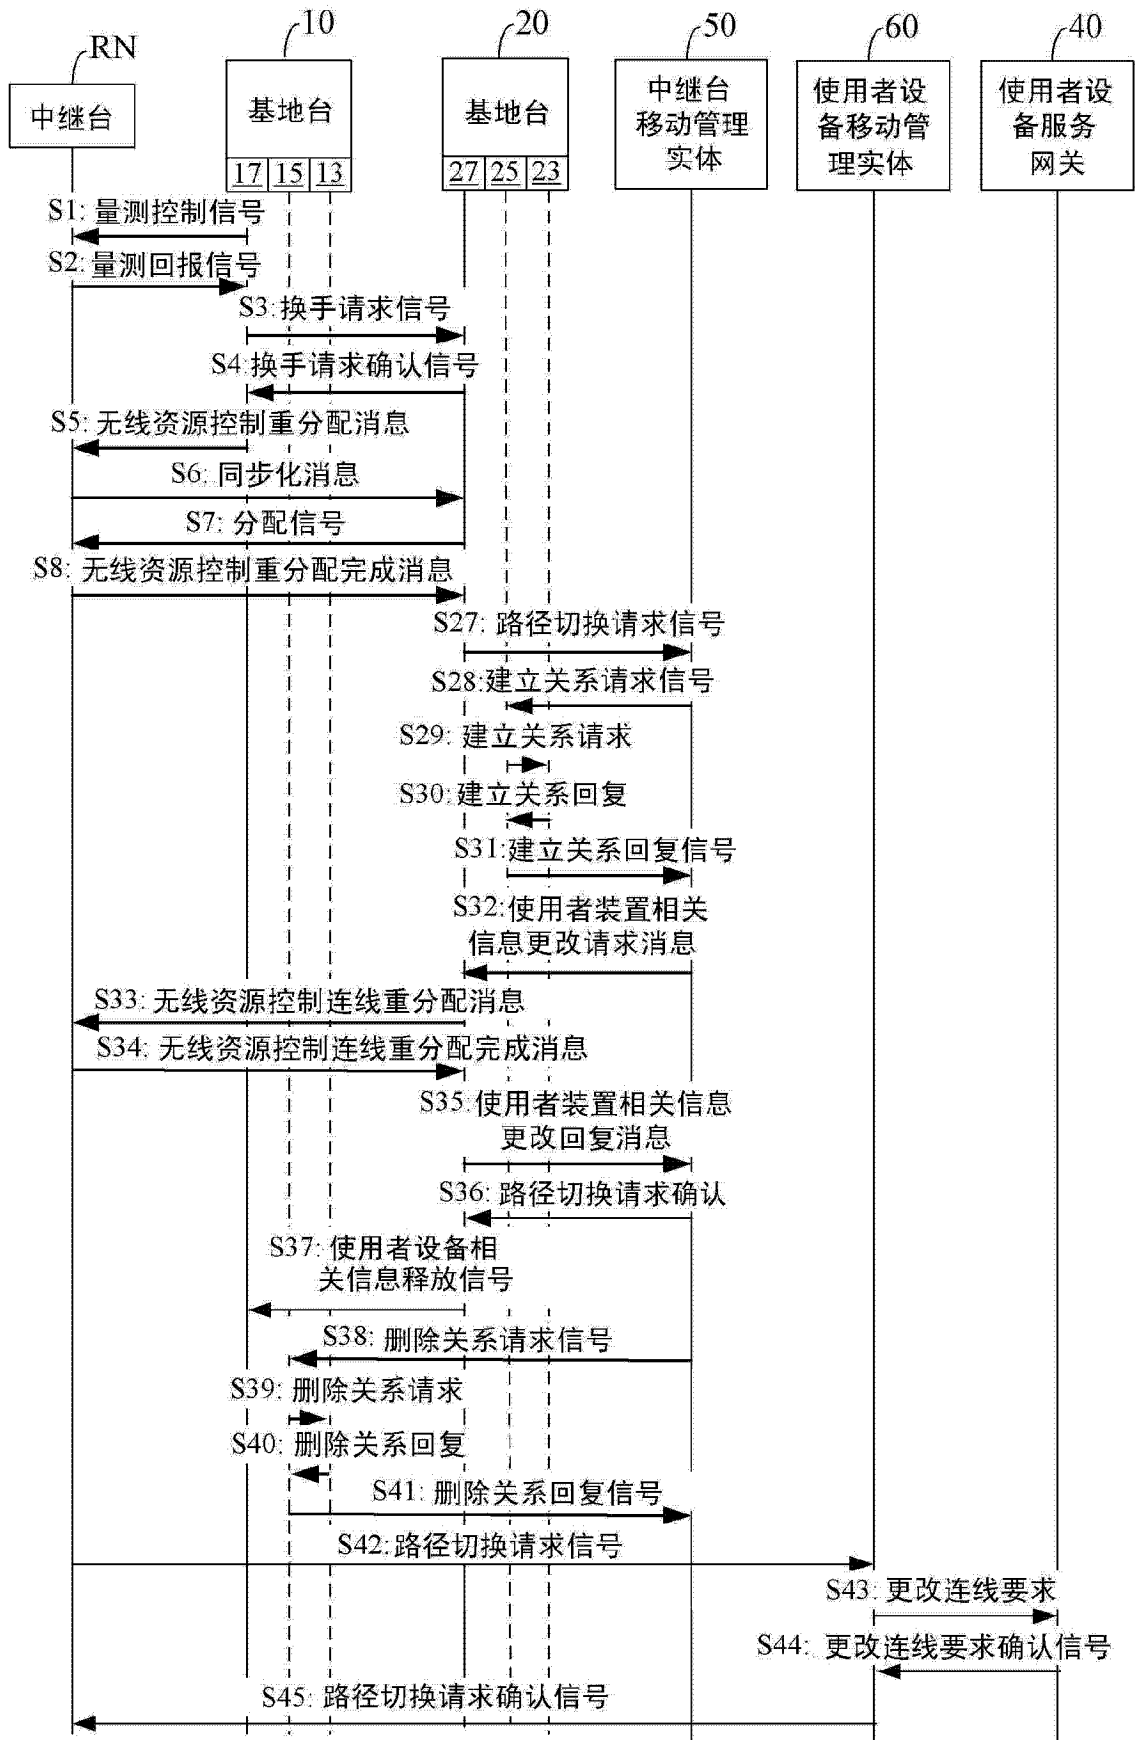 RN
10
20
50
60
40
中继台
基地台
17 15 13
基地台
27 25 23
中继台
移动管理
实体
使用者设
备移动管
理实体
使用者设
备服务
网关
S1: 量测控制信号
S2: 量测回报信号
S3: 换手请求信号
S4: 换手请求确认信号
S5: 无线资源控制重分配消息
S6: 同步化消息
S7: 分配信号
S8: 无线资源控制重分配完成消息
S27: 路径切换请求信号
S28:建立关系请求信号
S29: 建立关系请求
S30:建立关系回复
S31:建立关系回复信号
S32:使用者装置相关
信息更改请求消息
S33: 无线资源控制连线重分配消息
S34: 无线资源控制连线重分配完成消息
S35:使用者装置相关信息
更改回复消息
S36: 路径切换请求确认
S37: 使用者设备相
关信息释放信号
S38: 删除关系请求信号
S39: 删除关系请求
S40: 删除关系回复
S41: 删除关系回复信号
S42:路径切换请求信号
S43: 更改连线要求
S44: 更改连线要求确认信号
S45: 路径切换请求确认信号